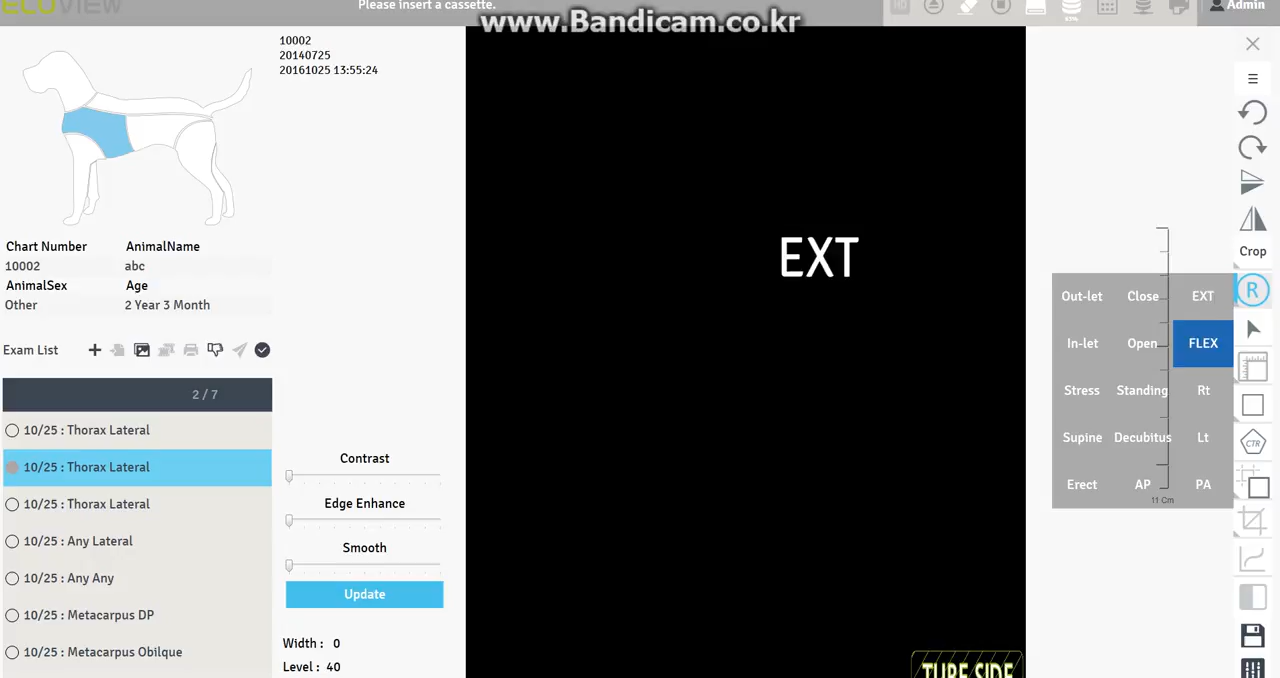 ECOVIEW
Please insert a cassette.
www.Bandicam.co.kr
Admin
10002
20140725
20161025 13:55:24
Chart Number AnimalName
10002 abc
AnimalSex Age
Other 2 Year 3 Month
Exam List
2 / 7
10/25 : Thorax Lateral
10/25 : Thorax Lateral
10/25 : Thorax Lateral
10/25 : Any Lateral
10/25 : Any Any
10/25 : Metacarpus DP
10/25 : Metacarpus Obilque
Contrast
Edge Enhance
Smooth
Update
Width : 0
Level : 40
EXT
TUBE SIDE
Crop
R
Out-let Close EXT
In-let Open FLEX
Stress Standing Rt
Supine Decubitus Lt
Erect AP PA
11 Cm
CTR